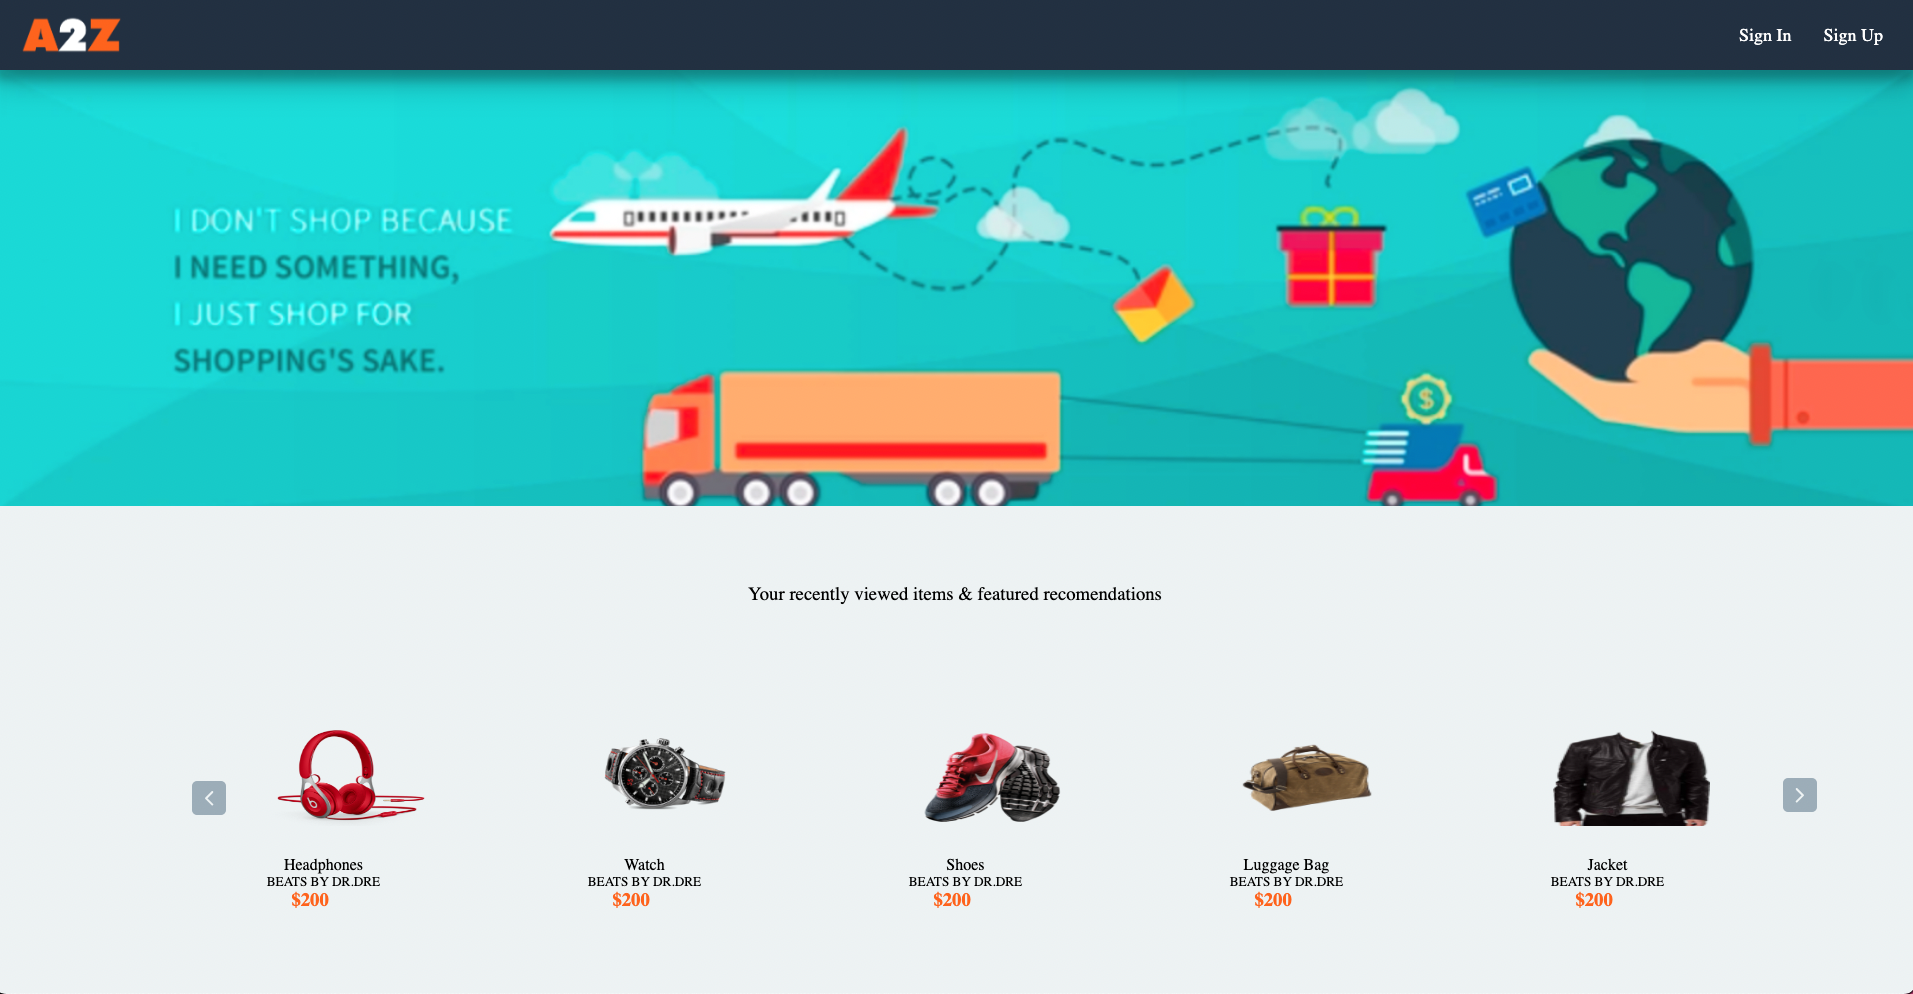 A2Z
Sign In
Sign Up
I DON'T SHOP BECAUSE
I NEED SOMETHING,
I JUST SHOP FOR
SHOPPING'S SAKE.
$
Your recently viewed items & featured recomendations
Headphones
BEATS BY DR.DRE
$200
Watch
BEATS BY DR.DRE
$200
Shoes
BEATS BY DR.DRE
$200
Luggage Bag
BEATS BY DR.DRE
$200
Jacket
BEATS BY DR.DRE
$200